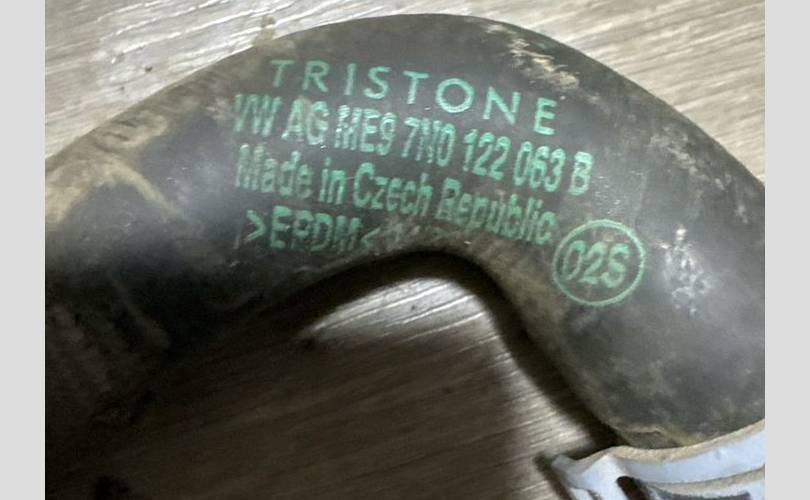 TRISTONE
VW AG ME9 7N0 122 063 B
Made in Czech Republic
>EPDM<
02S